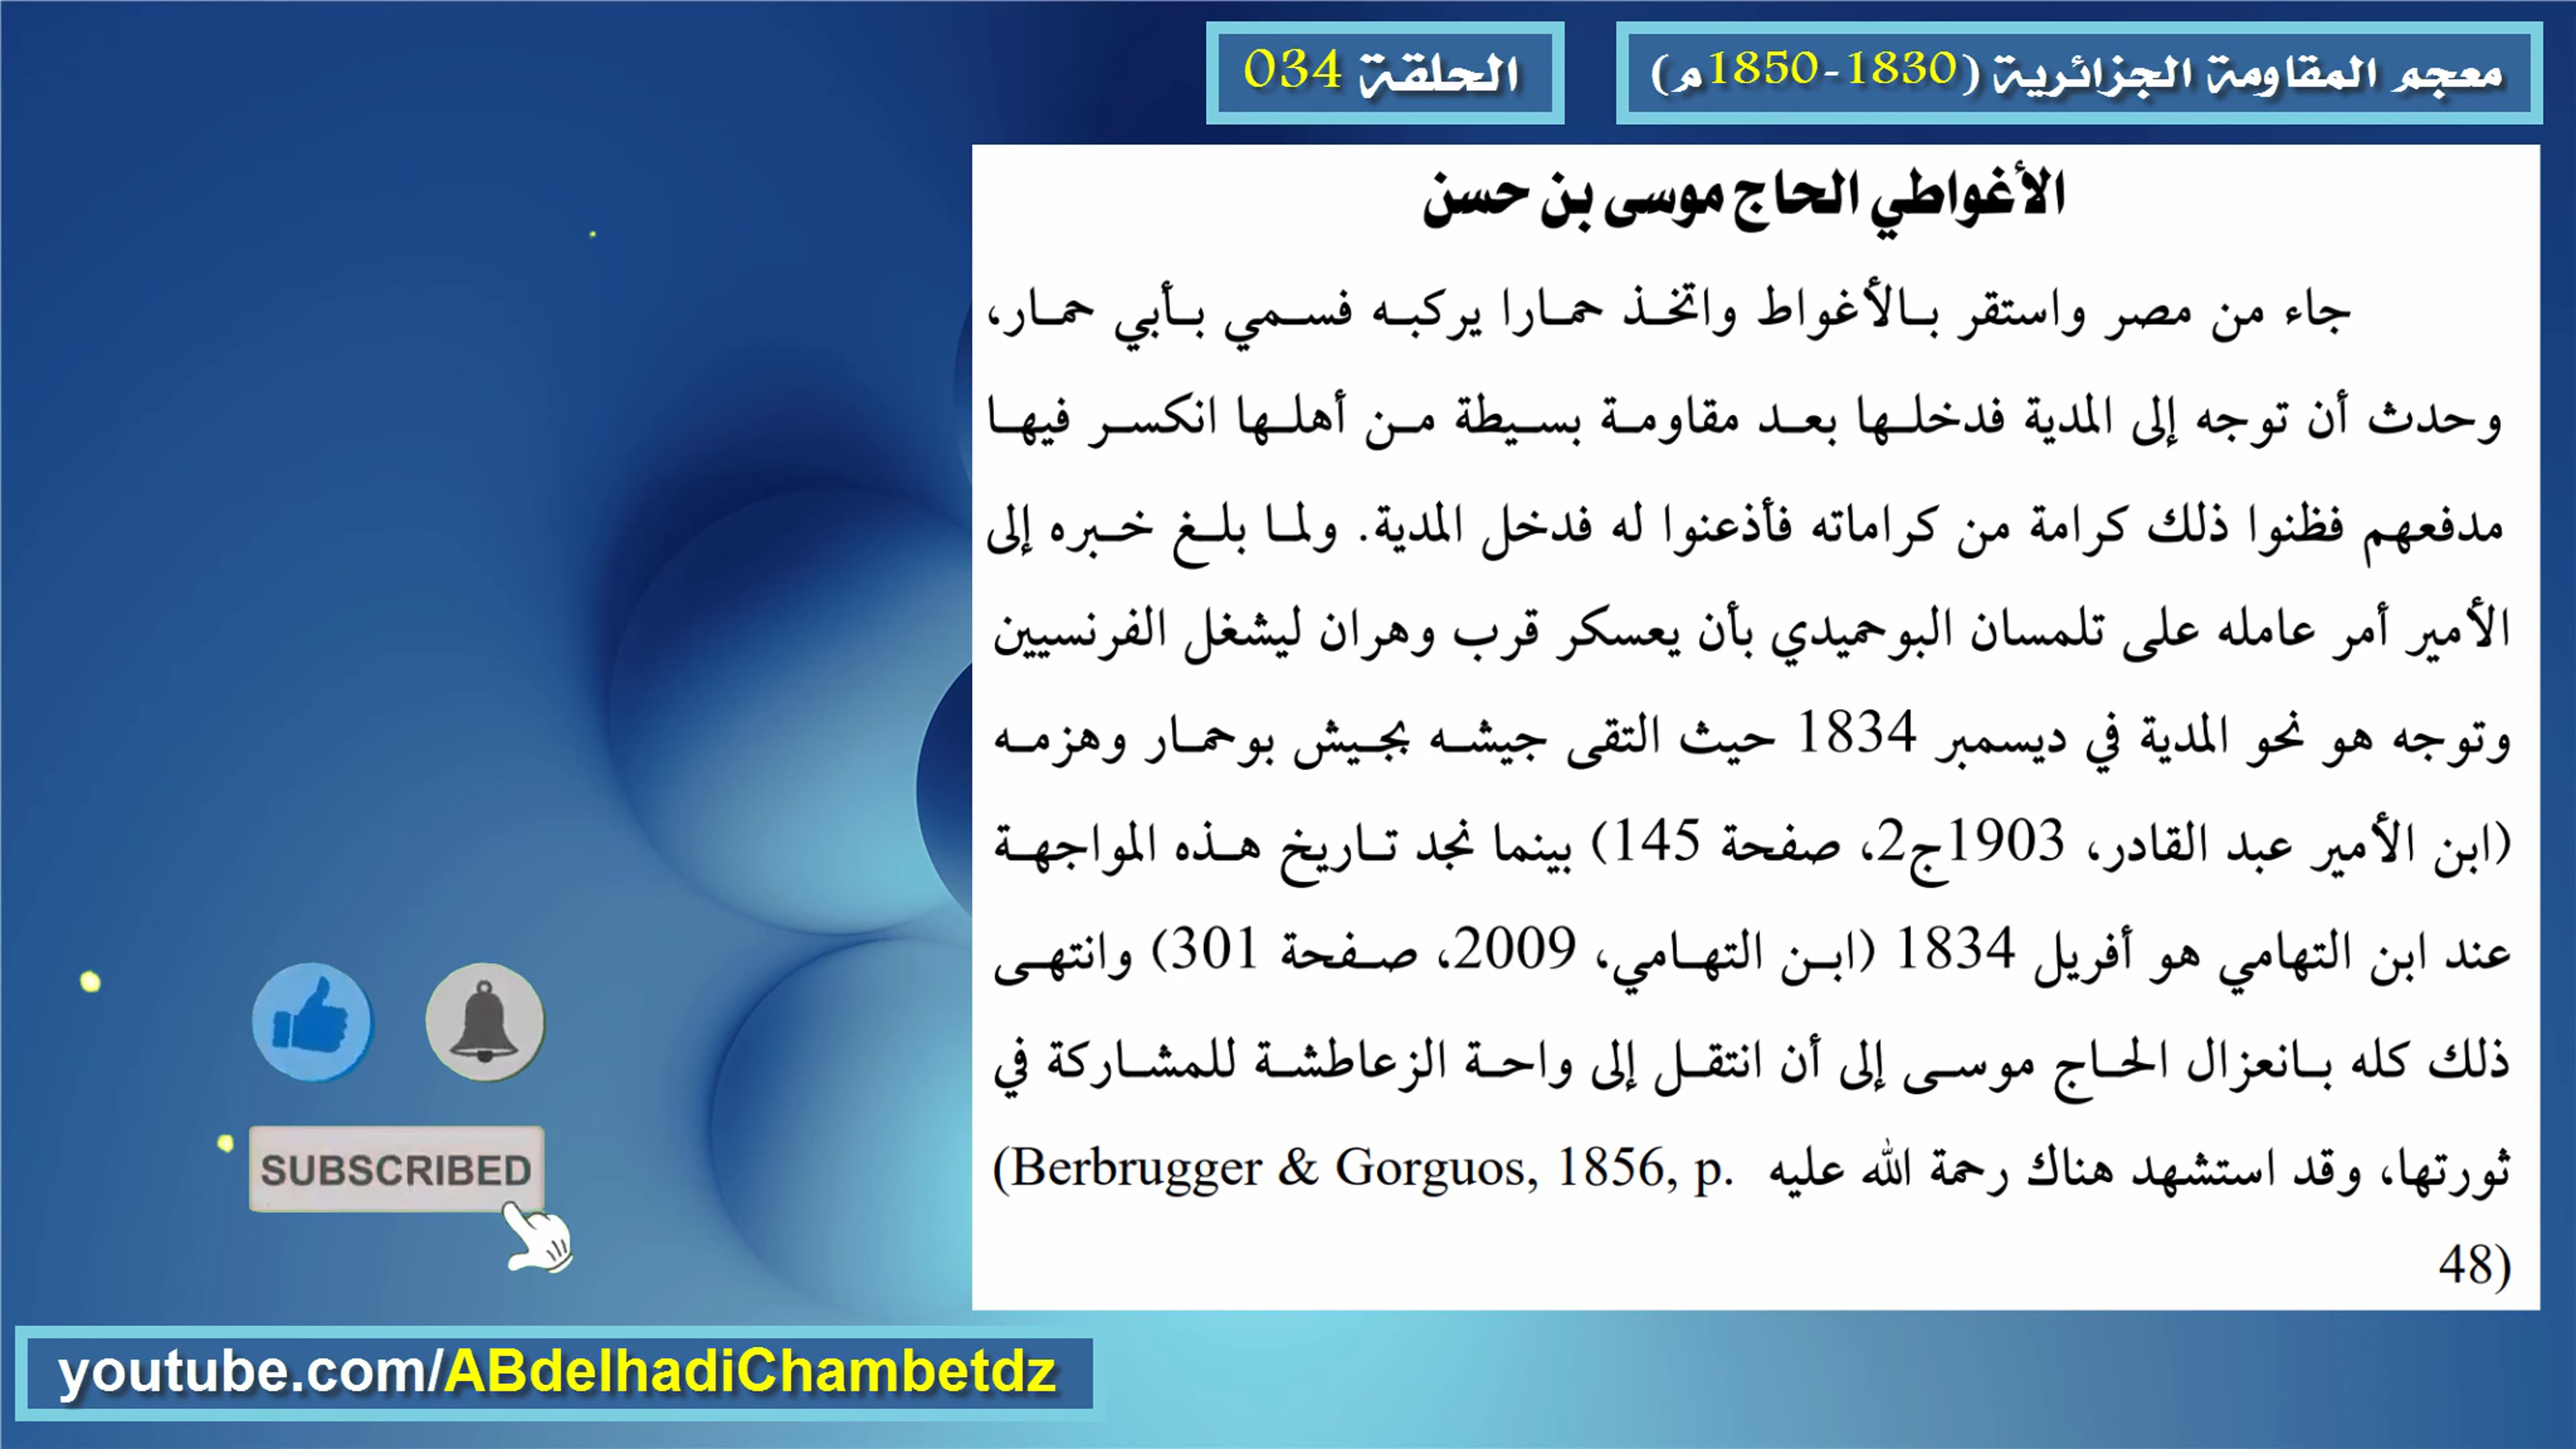 معجم المقاومة الجزائرية (1830-1850م)
الحلقة 034
الأغواطي الحاج موسى بن حسن
جاء من مصر واستقر بالأغواط واتخذ حمارا يركبه فسمي بأبي حمار،
وحدث أن توجه إلى المدية فدخلها بعد مقاومة بسيطة من أهلها انكسر فيها
مدفعهم فظنوا ذلك كرامة من كراماته فأذعنوا له فدخل المدية. ولما بلغ خبره إلى
الأمير أمر عامله على تلمسان البوحميدي بأن يعسكر قرب وهران ليشغل الفرنسيين
وتوجه هو نحو المدية في ديسمبر 1834 حيث التقى جيشه بجيش بوحمار وهزمه
(ابن الأمير عبد القادر، 1903ج2، صفحة 145) بينما نجد تاريخ هذه المواجهة
عند ابن التهامي هو أفريل 1834 (ابن التهامي، 2009، صفحة 301) وانتهى
ذلك كله بانعزال الحاج موسى إلى أن انتقل إلى واحة الزعاطشة للمشاركة في
ثورتها، وقد استشهد هناك رحمة الله عليه (Berbrugger & Gorguos, 1856, p.
48)
SUBSCRIBED
youtube.com/ABdelhadiChambetdz